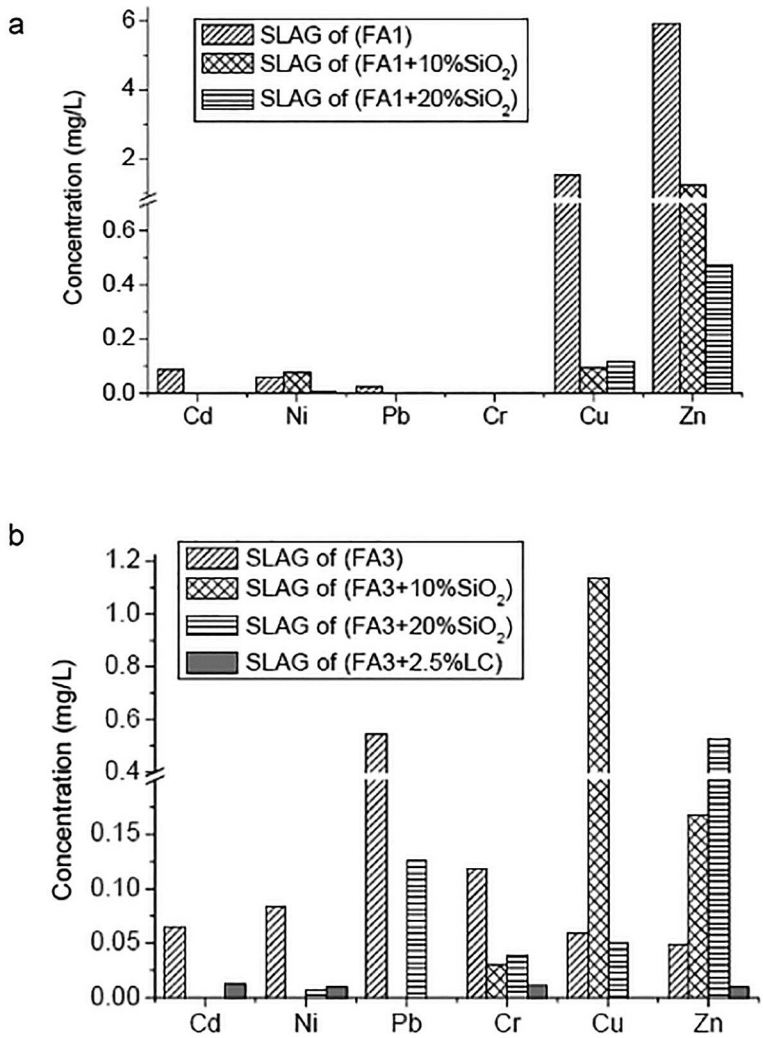 a
SLAG of (FA1)
SLAG of (FA1+10%SiO₂)
SLAG of (FA1+20%SiO₂)
Concentration (mg/L)
6
4
2
0.6
0.4
0.2
0.0
Cd Ni Pb Cr Cu Zn
b
SLAG of (FA3)
SLAG of (FA3+10%SiO₂)
SLAG of (FA3+20%SiO₂)
SLAG of (FA3+2.5%LC)
Concentration (mg/L)
1.2
1.0
0.8
0.6
0.4
0.15
0.10
0.05
0.00
Cd Ni Pb Cr Cu Zn